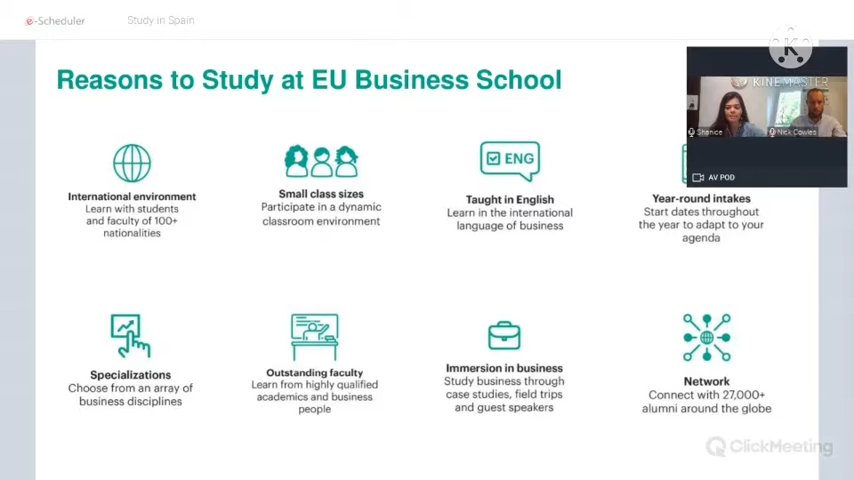 e-Scheduler
Study in Spain
Reasons to Study at EU Business School
KINEMASTER
Shanice
Nick Cowles
AV POD
International environment
Learn with students
and faculty of 100+
nationalities
Small class sizes
Participate in a dynamic
classroom environment
ENG
Taught in English
Learn in the international
language of business
Year-round intakes
Start dates throughout
the year to adapt to your
agenda
Specializations
Choose from an array of
business disciplines
Outstanding faculty
Learn from highly qualified
academics and business
people
Immersion in business
Study business through
case studies, field trips
and guest speakers
Network
Connect with 27,000+
alumni around the globe
ClickMeeting